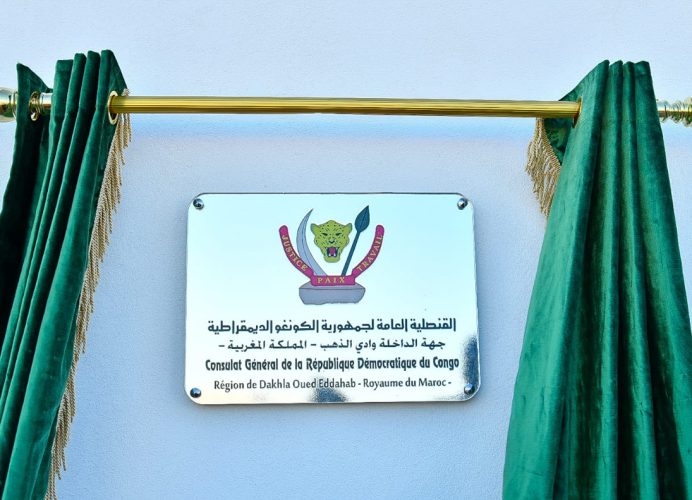 JUSTICE PAIX TRAVAIL
القنصلية العامة لجمهورية الكونغو الديمقراطية
جهة الداخلة وادي الذهب - المملكة المغربية -
Consulat Général de la République Démocratique du Congo
Région de Dakhla Oued Eddahab - Royaume du Maroc -